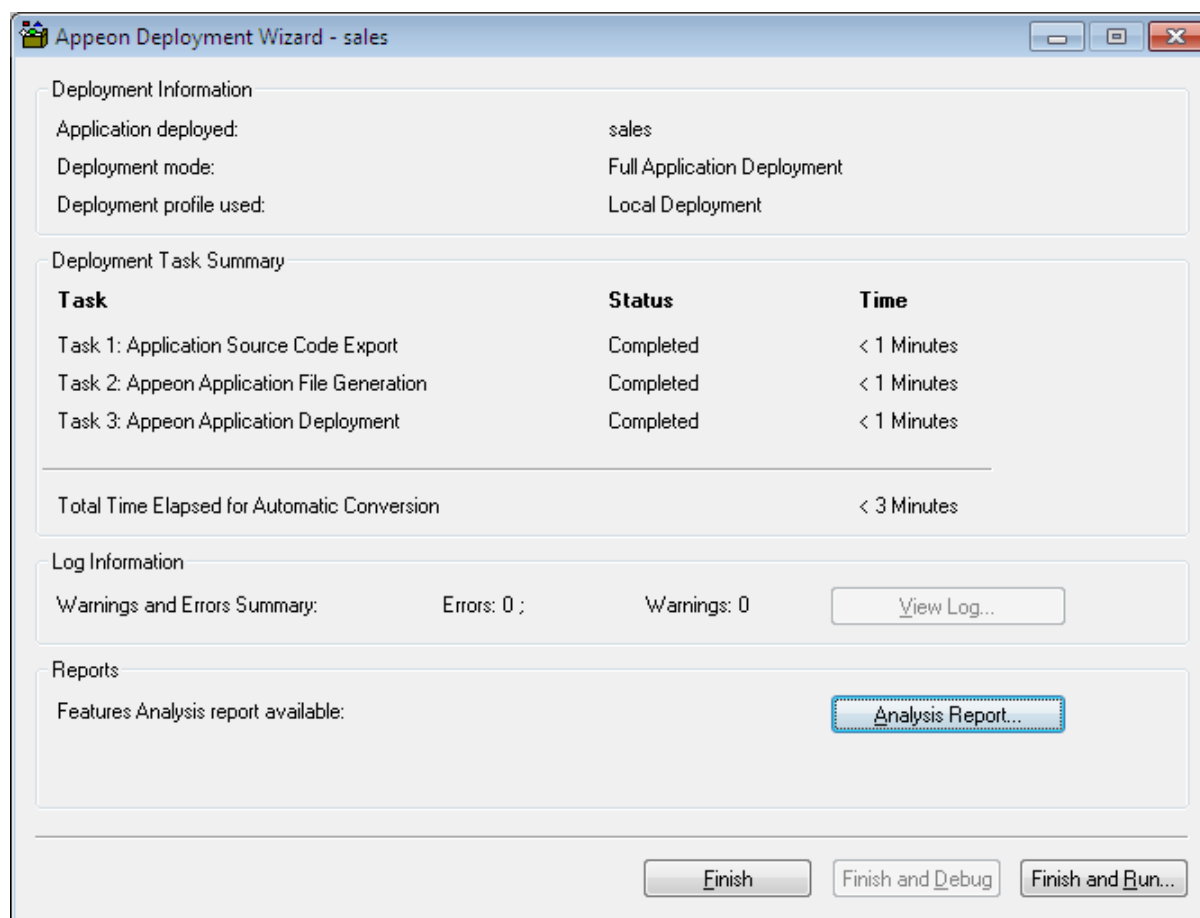 Appeon Deployment Wizard - sales
Deployment Information
Application deployed: sales
Deployment mode: Full Application Deployment
Deployment profile used: Local Deployment
Deployment Task Summary
Task Status Time
Task 1: Application Source Code Export Completed < 1 Minutes
Task 2: Appeon Application File Generation Completed < 1 Minutes
Task 3: Appeon Application Deployment Completed < 1 Minutes
Total Time Elapsed for Automatic Conversion < 3 Minutes
Log Information
Warnings and Errors Summary: Errors: 0 ; Warnings: 0 View Log...
Reports
Features Analysis report available: Analysis Report...
Finish Finish and Debug Finish and Run...